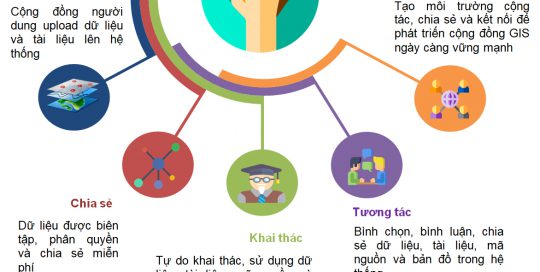 Cộng đồng người
dung upload dữ liệu
và tài liệu lên hệ
thống
Tạo môi trường cộng
tác, chia sẻ và kết nối để
phát triển cộng đồng GIS
ngày càng vững mạnh
Chia sẻ
Dữ liệu được biên
tập, phân quyền
và chia sẻ miễn
phí
Khai thác
Tự do khai thác, sử dụng dữ
Tương tác
Bình chọn, bình luận, chia
sẻ dữ liệu, tài liệu, mã
nguồn và bản đồ trong hệ
thống